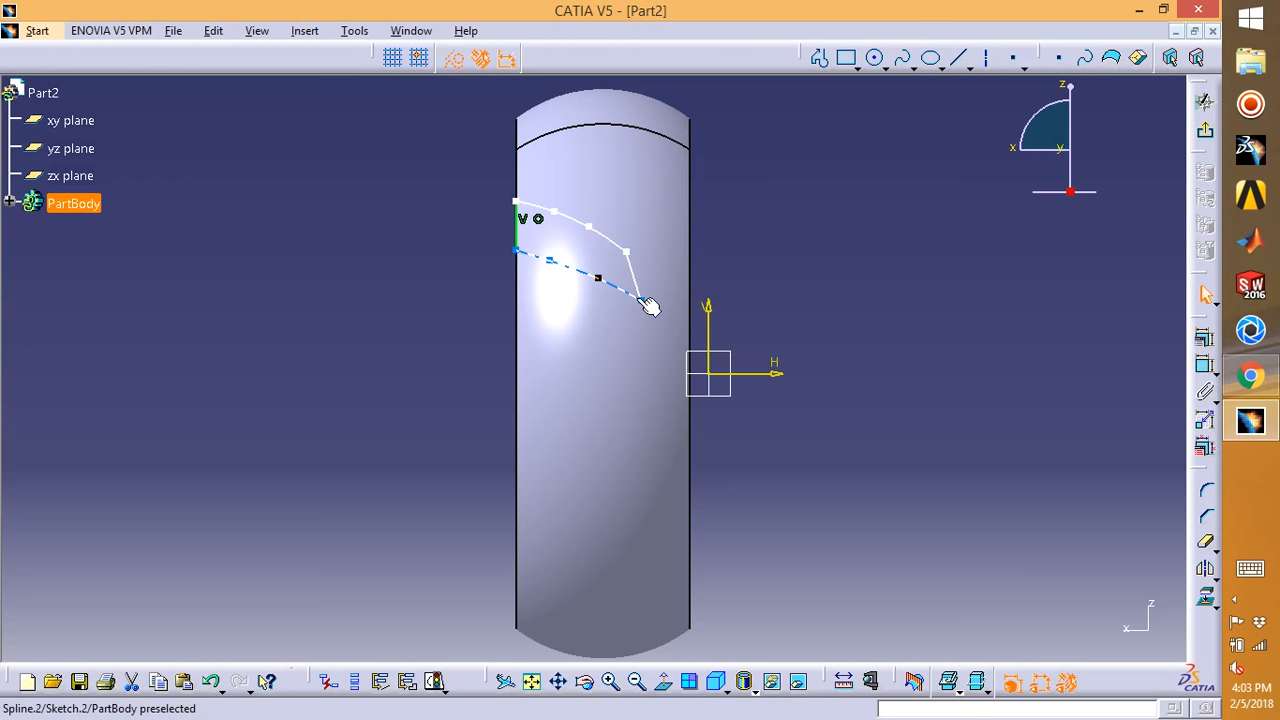 CATIA V5 - [Part2]
Start ENOVIA V5 VPM File Edit View Insert Tools Window Help
Part2
xy plane
yz plane
zx plane
PartBody
z
x
y
V
V
H
z
x
SW
2016
CATIA
Spline.2/Sketch.2/PartBody preselected
4:03 PM
2/5/2018